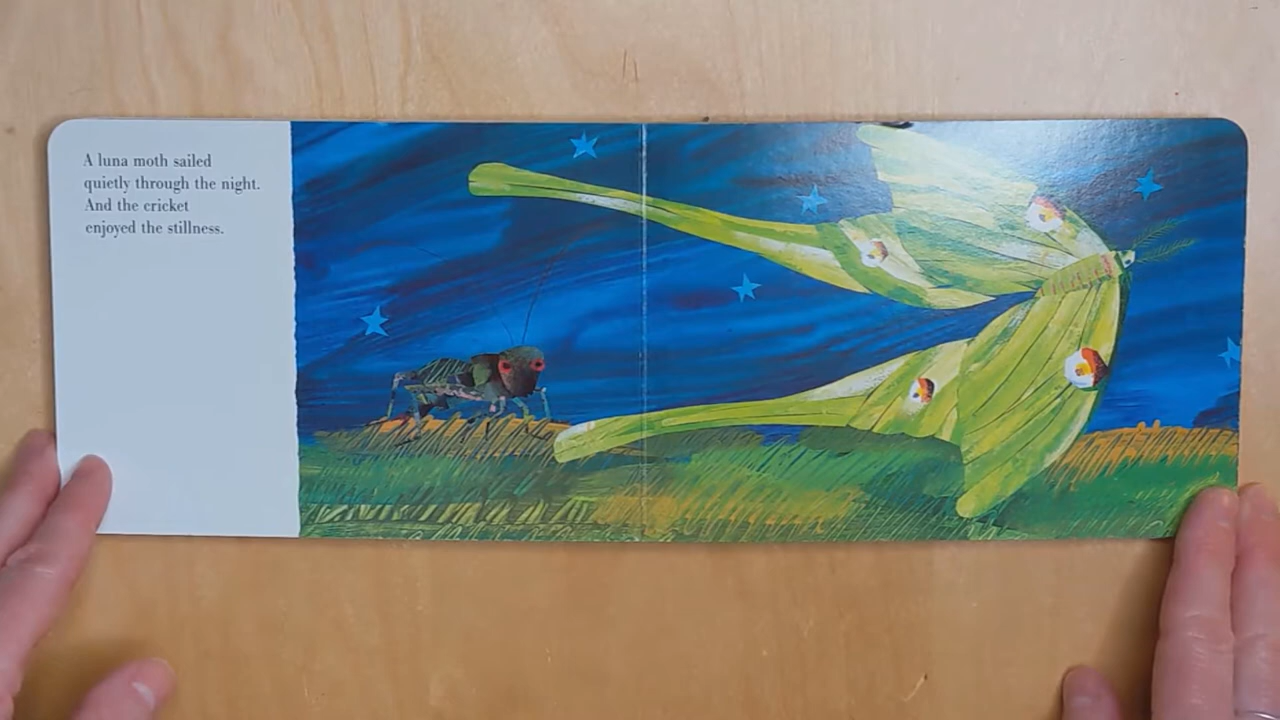 A luna moth sailed
quietly through the night.
And the cricket
enjoyed the stillness.